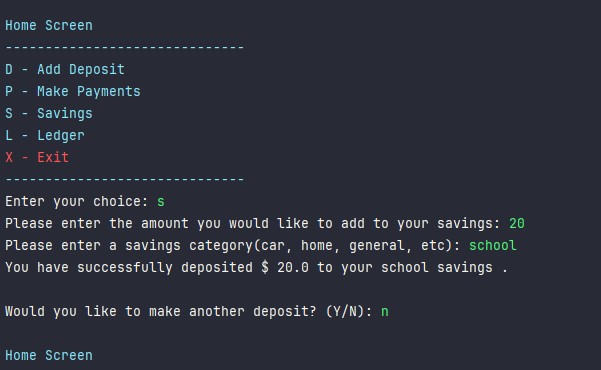 Home Screen
------------------------------
D - Add Deposit
P - Make Payments
S - Savings
L - Ledger
X - Exit
------------------------------
Enter your choice: s
Please enter the amount you would like to add to your savings: 20
Please enter a savings category(car, home, general, etc): school
You have successfully deposited $ 20.0 to your school savings .
Would you like to make another deposit? (Y/N): n
Home Screen